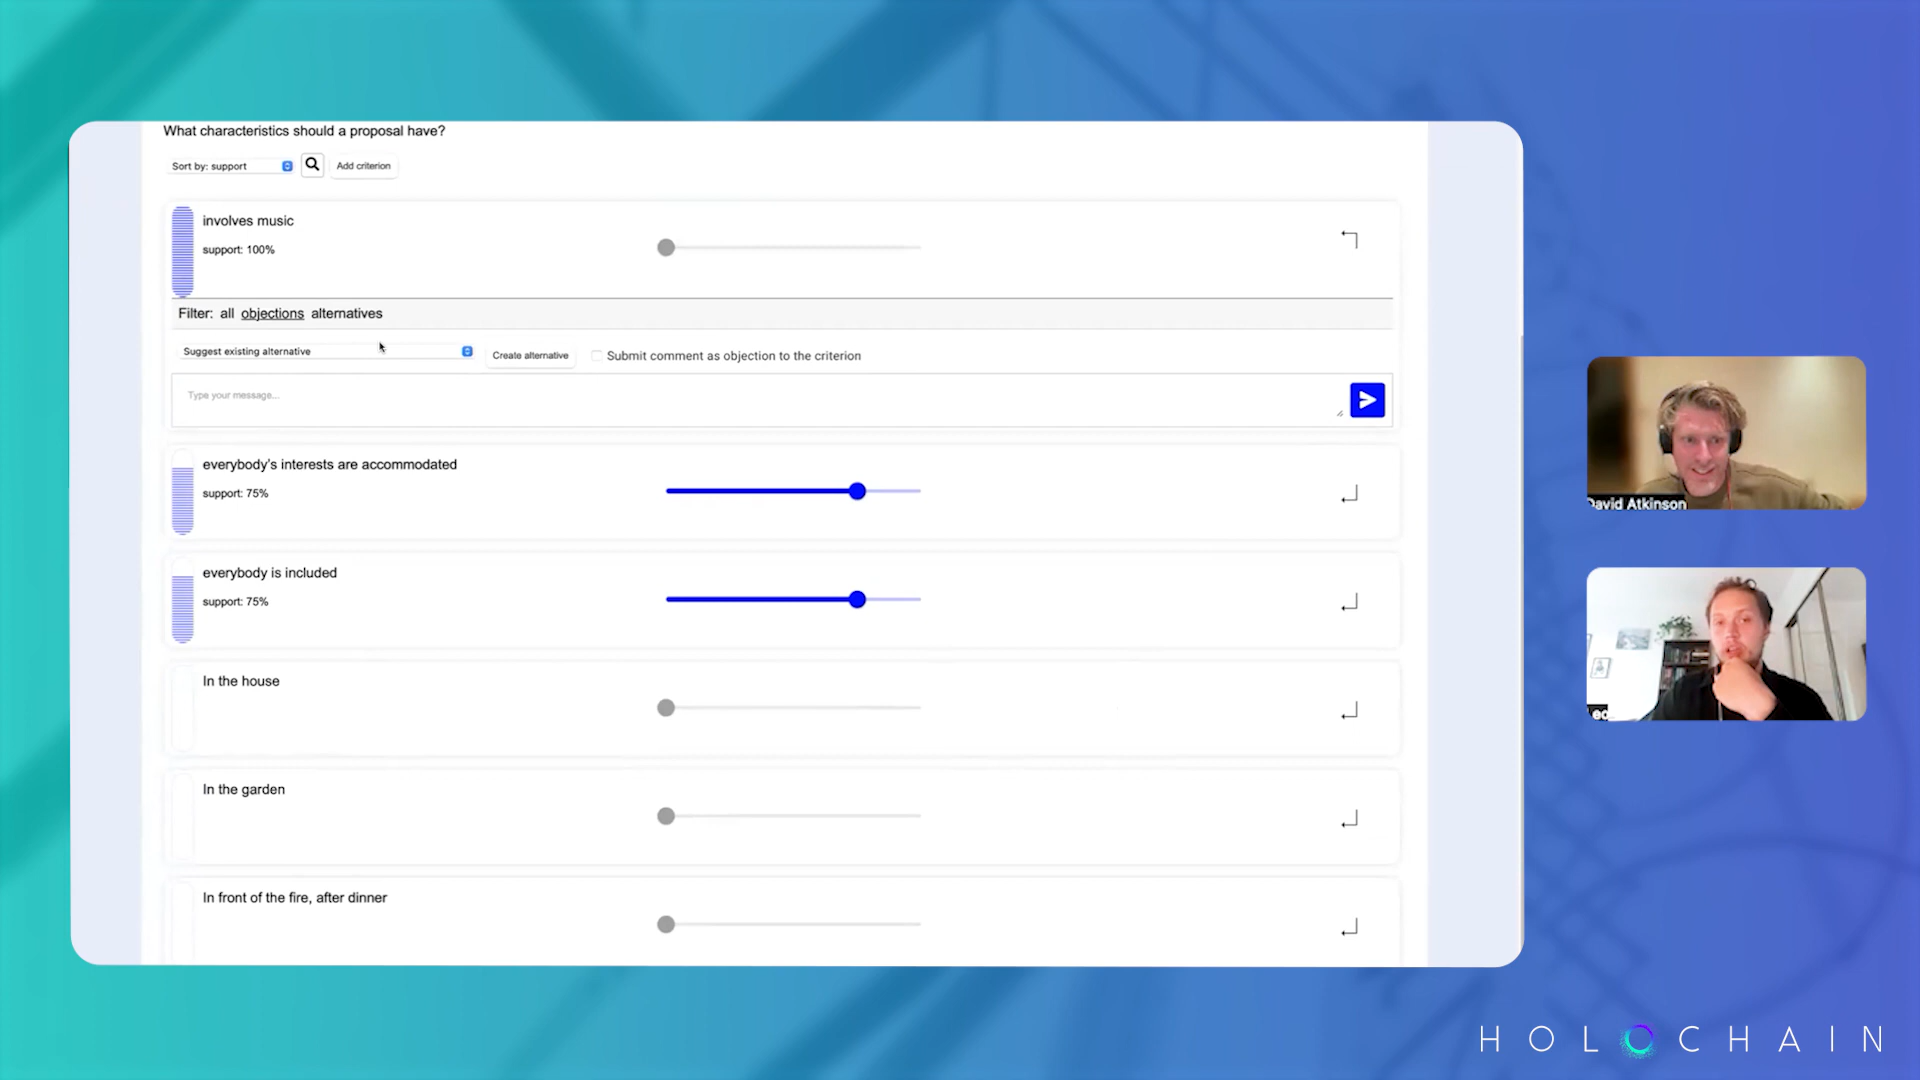 What characteristics should a proposal have?
Sort by: support
Add criterion
involves music
support: 100%
Filter: all objections alternatives
Suggest existing alternative
Create alternative
Submit comment as objection to the criterion
Type your message...
everybody's interests are accommodated
support: 75%
everybody is included
support: 75%
In the house
In the garden
In front of the fire, after dinner
David Atkinson
HOLOCHAIN